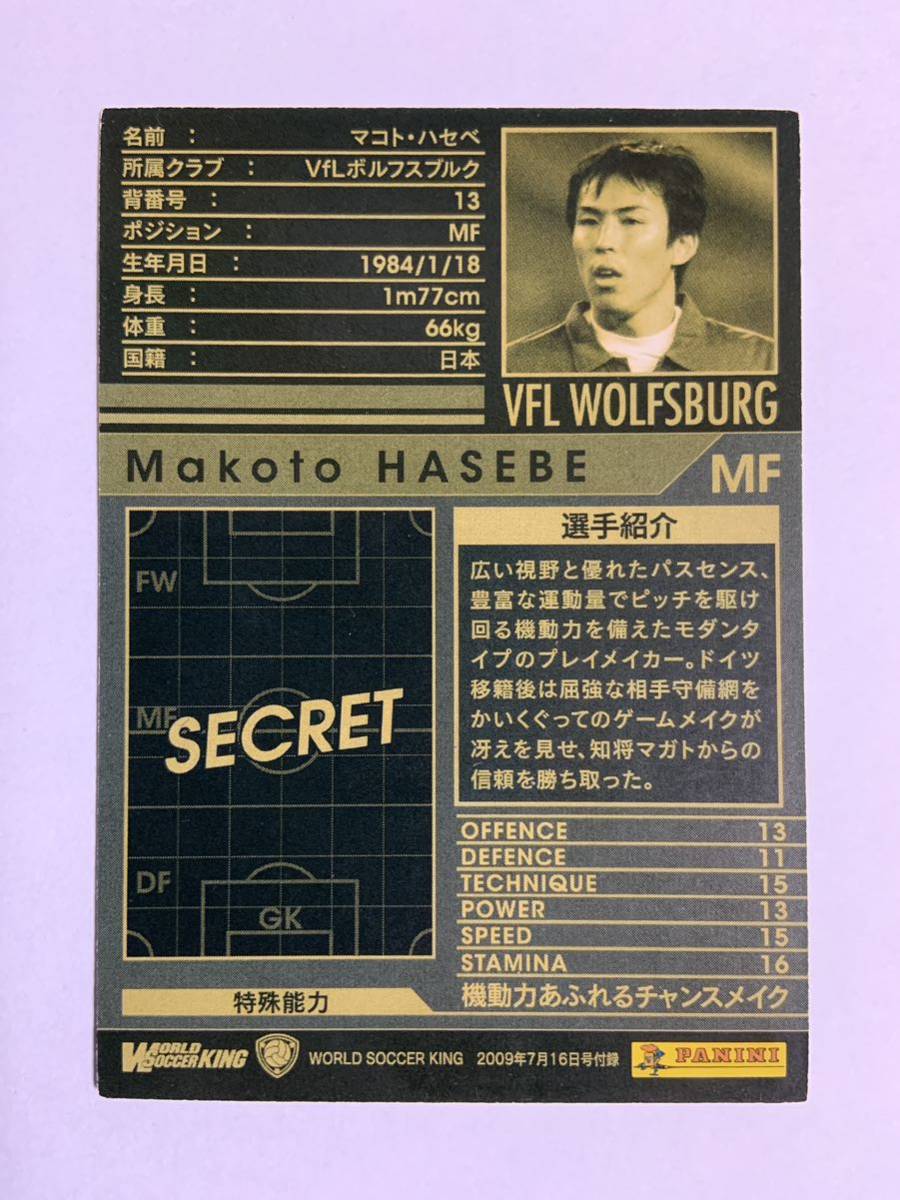 名前 : マコト・ハセベ
所属クラブ : VfLボルフスブルク
背番号 : 13
ポジション : MF
生年月日 : 1984/1/18
身長 : 1m77cm
体重 : 66kg
国籍 : 日本
VFL WOLFSBURG
Makoto HASEBE MF
FW
MF
SECRET
DF
GK
選手紹介
広い視野と優れたパスセンス、
豊富な運動量でピッチを駆け
回る機動力を備えたモダンタ
イプのプレイメイカー。ドイツ
移籍後は屈強な相手守備網を
かいくぐってのゲームメイクが
冴えを見せ、知将マガトからの
信頼を勝ち取った。
OFFENCE 13
DEFENCE 11
TECHNIQUE 15
POWER 13
SPEED 15
STAMINA 16
特殊能力 機動力あふれるチャンスメイク
WORLD SOCCER KING WORLD SOCCER KING 2009年7月16日号付録 PANINI